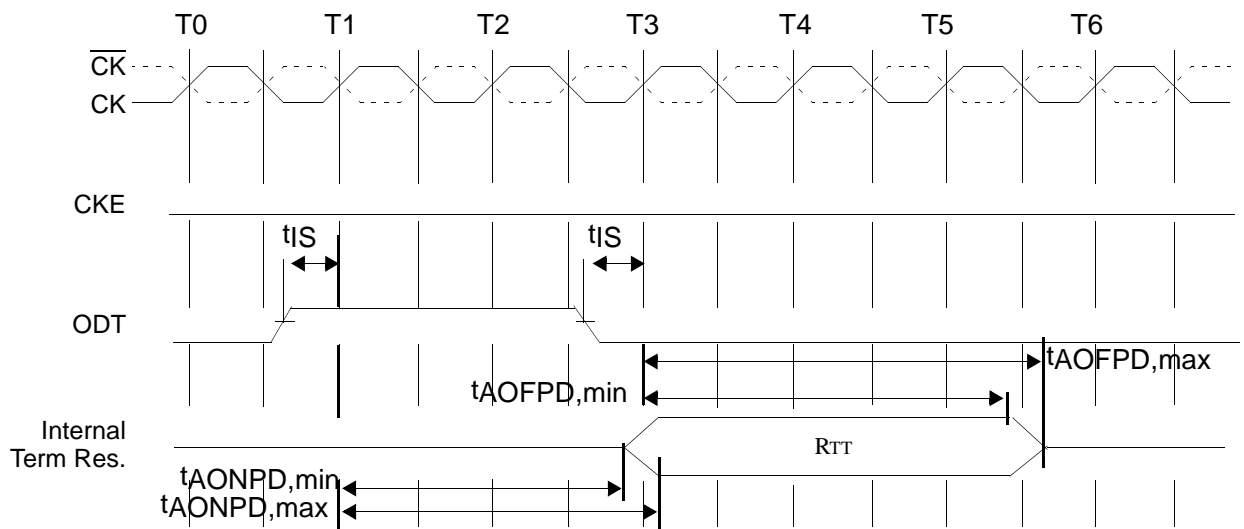 T0 T1 T2 T3 T4 T5 T6
CK
CK
CKE
tIS tIS
ODT
tAOFPD,max
tAOFPD,min
Internal
Term Res.
RTT
tAONPD,min
tAONPD,max